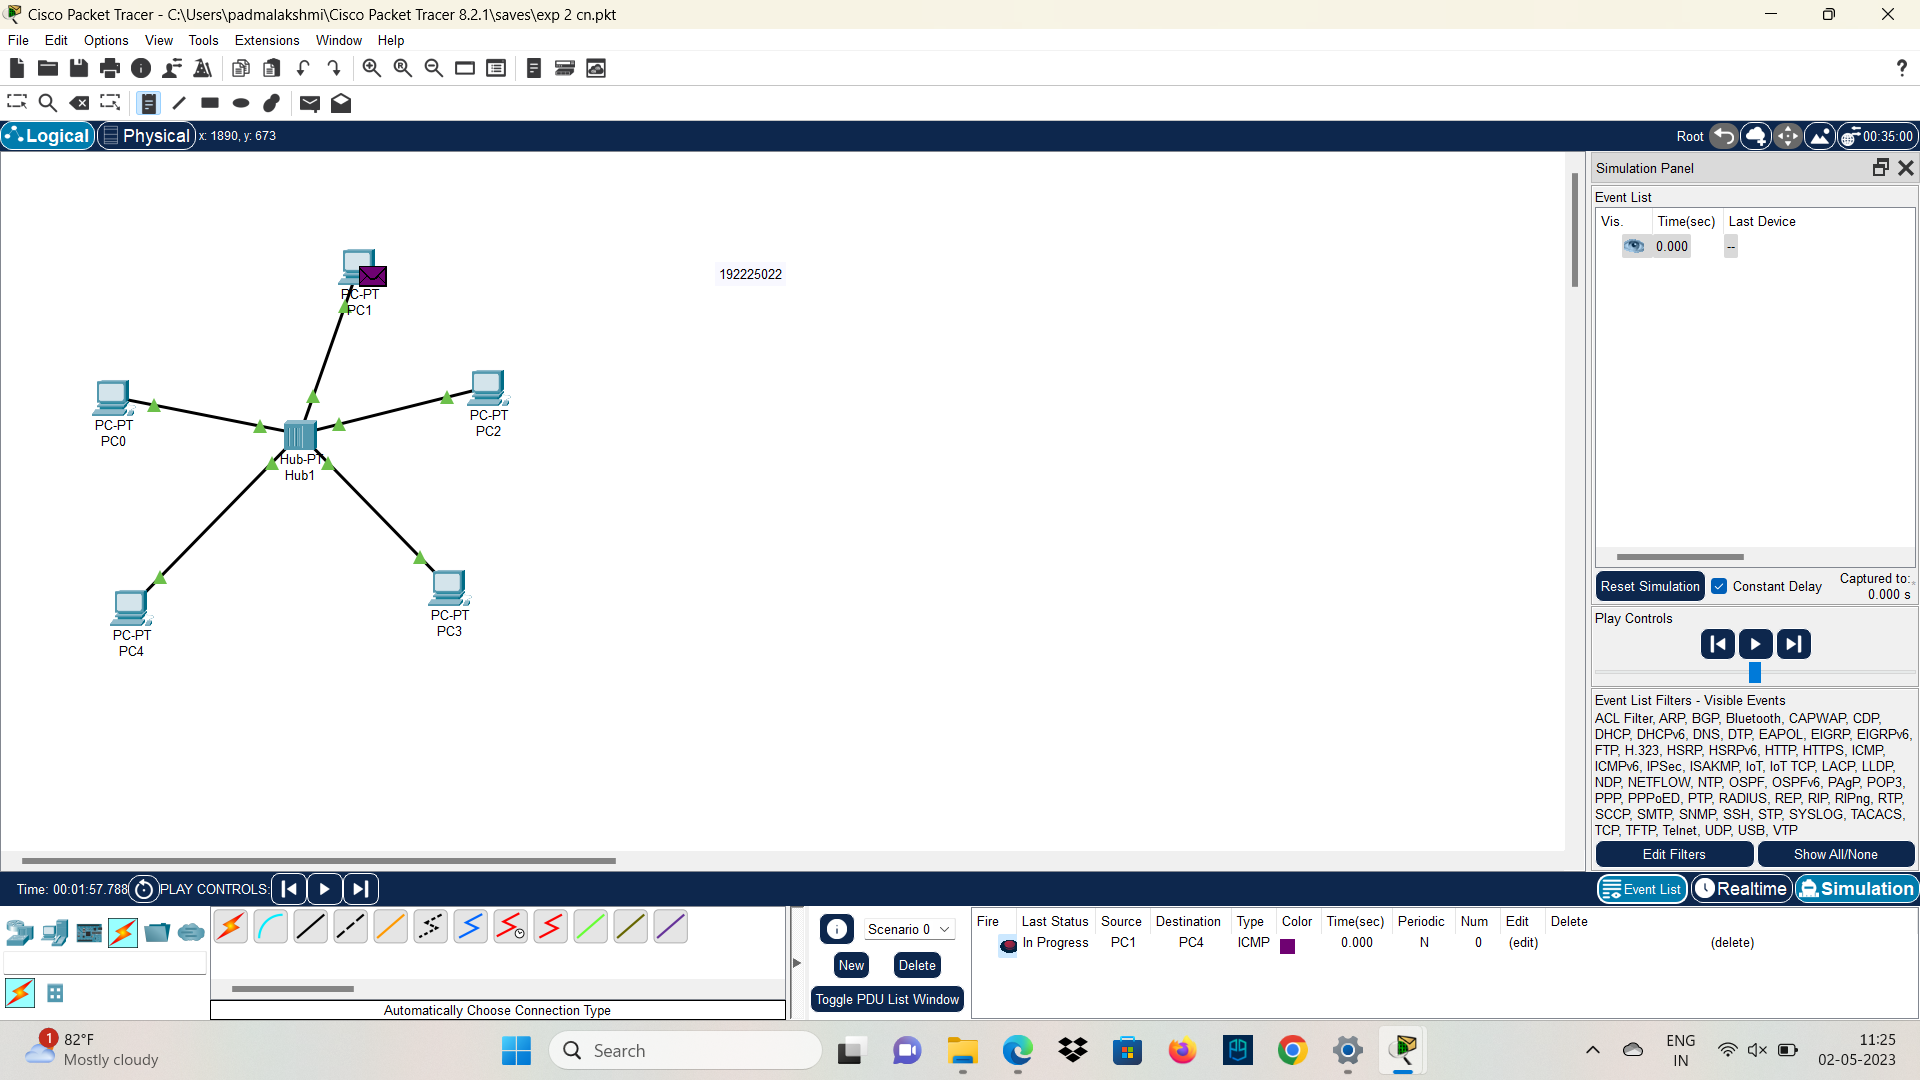 Cisco Packet Tracer - C:\Users\padmalakshmi\Cisco Packet Tracer 8.2.1\saves\exp 2 cn.pkt
File Edit Options View Tools Extensions Window Help
?
Logical Physical x: 1890, y: 673 Root 00:35:00
Simulation Panel
Event List
Vis. Time(sec) Last Device
0.000 --
192225022
PC-PT
PC1
PC-PT
PC0
PC-PT
PC2
Hub-PT
Hub1
PC-PT
PC3
PC-PT
PC4
Reset Simulation Constant Delay Captured to:
0.000 s
Play Controls
Event List Filters - Visible Events
ACL Filter, ARP, BGP, Bluetooth, CAPWAP, CDP,
DHCP, DHCPv6, DNS, DTP, EAPOL, EIGRP, EIGRPv6,
FTP, H.323, HSRP, HSRPv6, HTTP, HTTPS, ICMP,
ICMPv6, IPSec, ISAKMP, IoT, IoT TCP, LACP, LLDP,
NDP, NETFLOW, NTP, OSPF, OSPFv6, PAgP, POP3,
PPP, PPPoED, PTP, RADIUS, REP, RIP, RIPng, RTP,
SCCP, SMTP, SNMP, SSH, STP, SYSLOG, TACACS,
TCP, TFTP, Telnet, UDP, USB, VTP
Edit Filters Show All/None
Time: 00:01:57.788 PLAY CONTROLS: Event List Realtime Simulation
Scenario 0
New Delete
Toggle PDU List Window
Fire Last Status Source Destination Type Color Time(sec) Periodic Num Edit Delete
In Progress PC1 PC4 ICMP 0.000 N 0 (edit) (delete)
Automatically Choose Connection Type
1
82°F
Mostly cloudy
Search
ENG
IN
11:25
02-05-2023